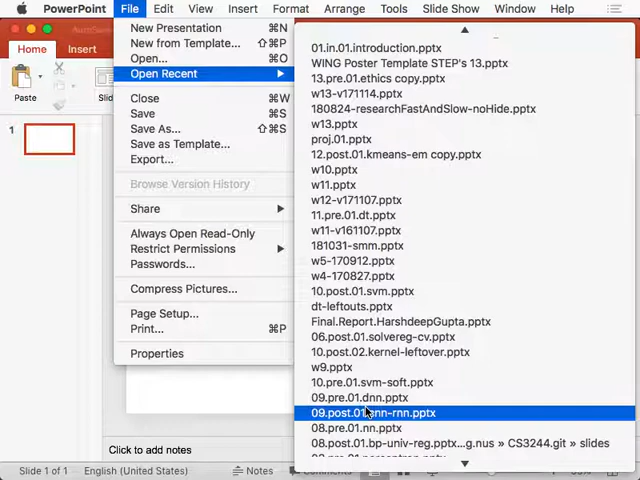 PowerPoint File Edit View Insert Format Arrange Tools Slide Show Window Help
Home Insert
Paste
Slides
1
New Presentation ⌘N
New from Template... ⇧⌘P
Open... ⌘O
Open Recent
Close ⌘W
Save ⌘S
Save As... ⇧⌘S
Save as Template...
Export...
Browse Version History
Share
Always Open Read-Only
Restrict Permissions
Passwords...
Compress Pictures...
Page Setup...
Print... ⌘P
Properties
01.in.01.introduction.pptx
WING Poster Template STEP's 13.pptx
13.pre.01.ethics copy.pptx
w13-v171114.pptx
180824-researchFastAndSlow-noHide.pptx
w13.pptx
proj.01.pptx
12.post.01.kmeans-em copy.pptx
w10.pptx
w11.pptx
w12-v171107.pptx
11.pre.01.dt.pptx
w11-v161107.pptx
181031-smm.pptx
w5-170912.pptx
w4-170827.pptx
10.post.01.svm.pptx
dt-leftouts.pptx
Final.Report.HarshdeepGupta.pptx
06.post.01.solvereg-cv.pptx
10.post.02.kernel-leftover.pptx
w9.pptx
10.pre.01.svm-soft.pptx
09.pre.01.dnn.pptx
09.post.01.cnn-rnn.pptx
08.pre.01.nn.pptx
08.post.01.bp-univ-reg.pptx...g.nus » CS3244.git » slides
Click to add notes
Slide 1 of 1 English (United States) Notes Comments